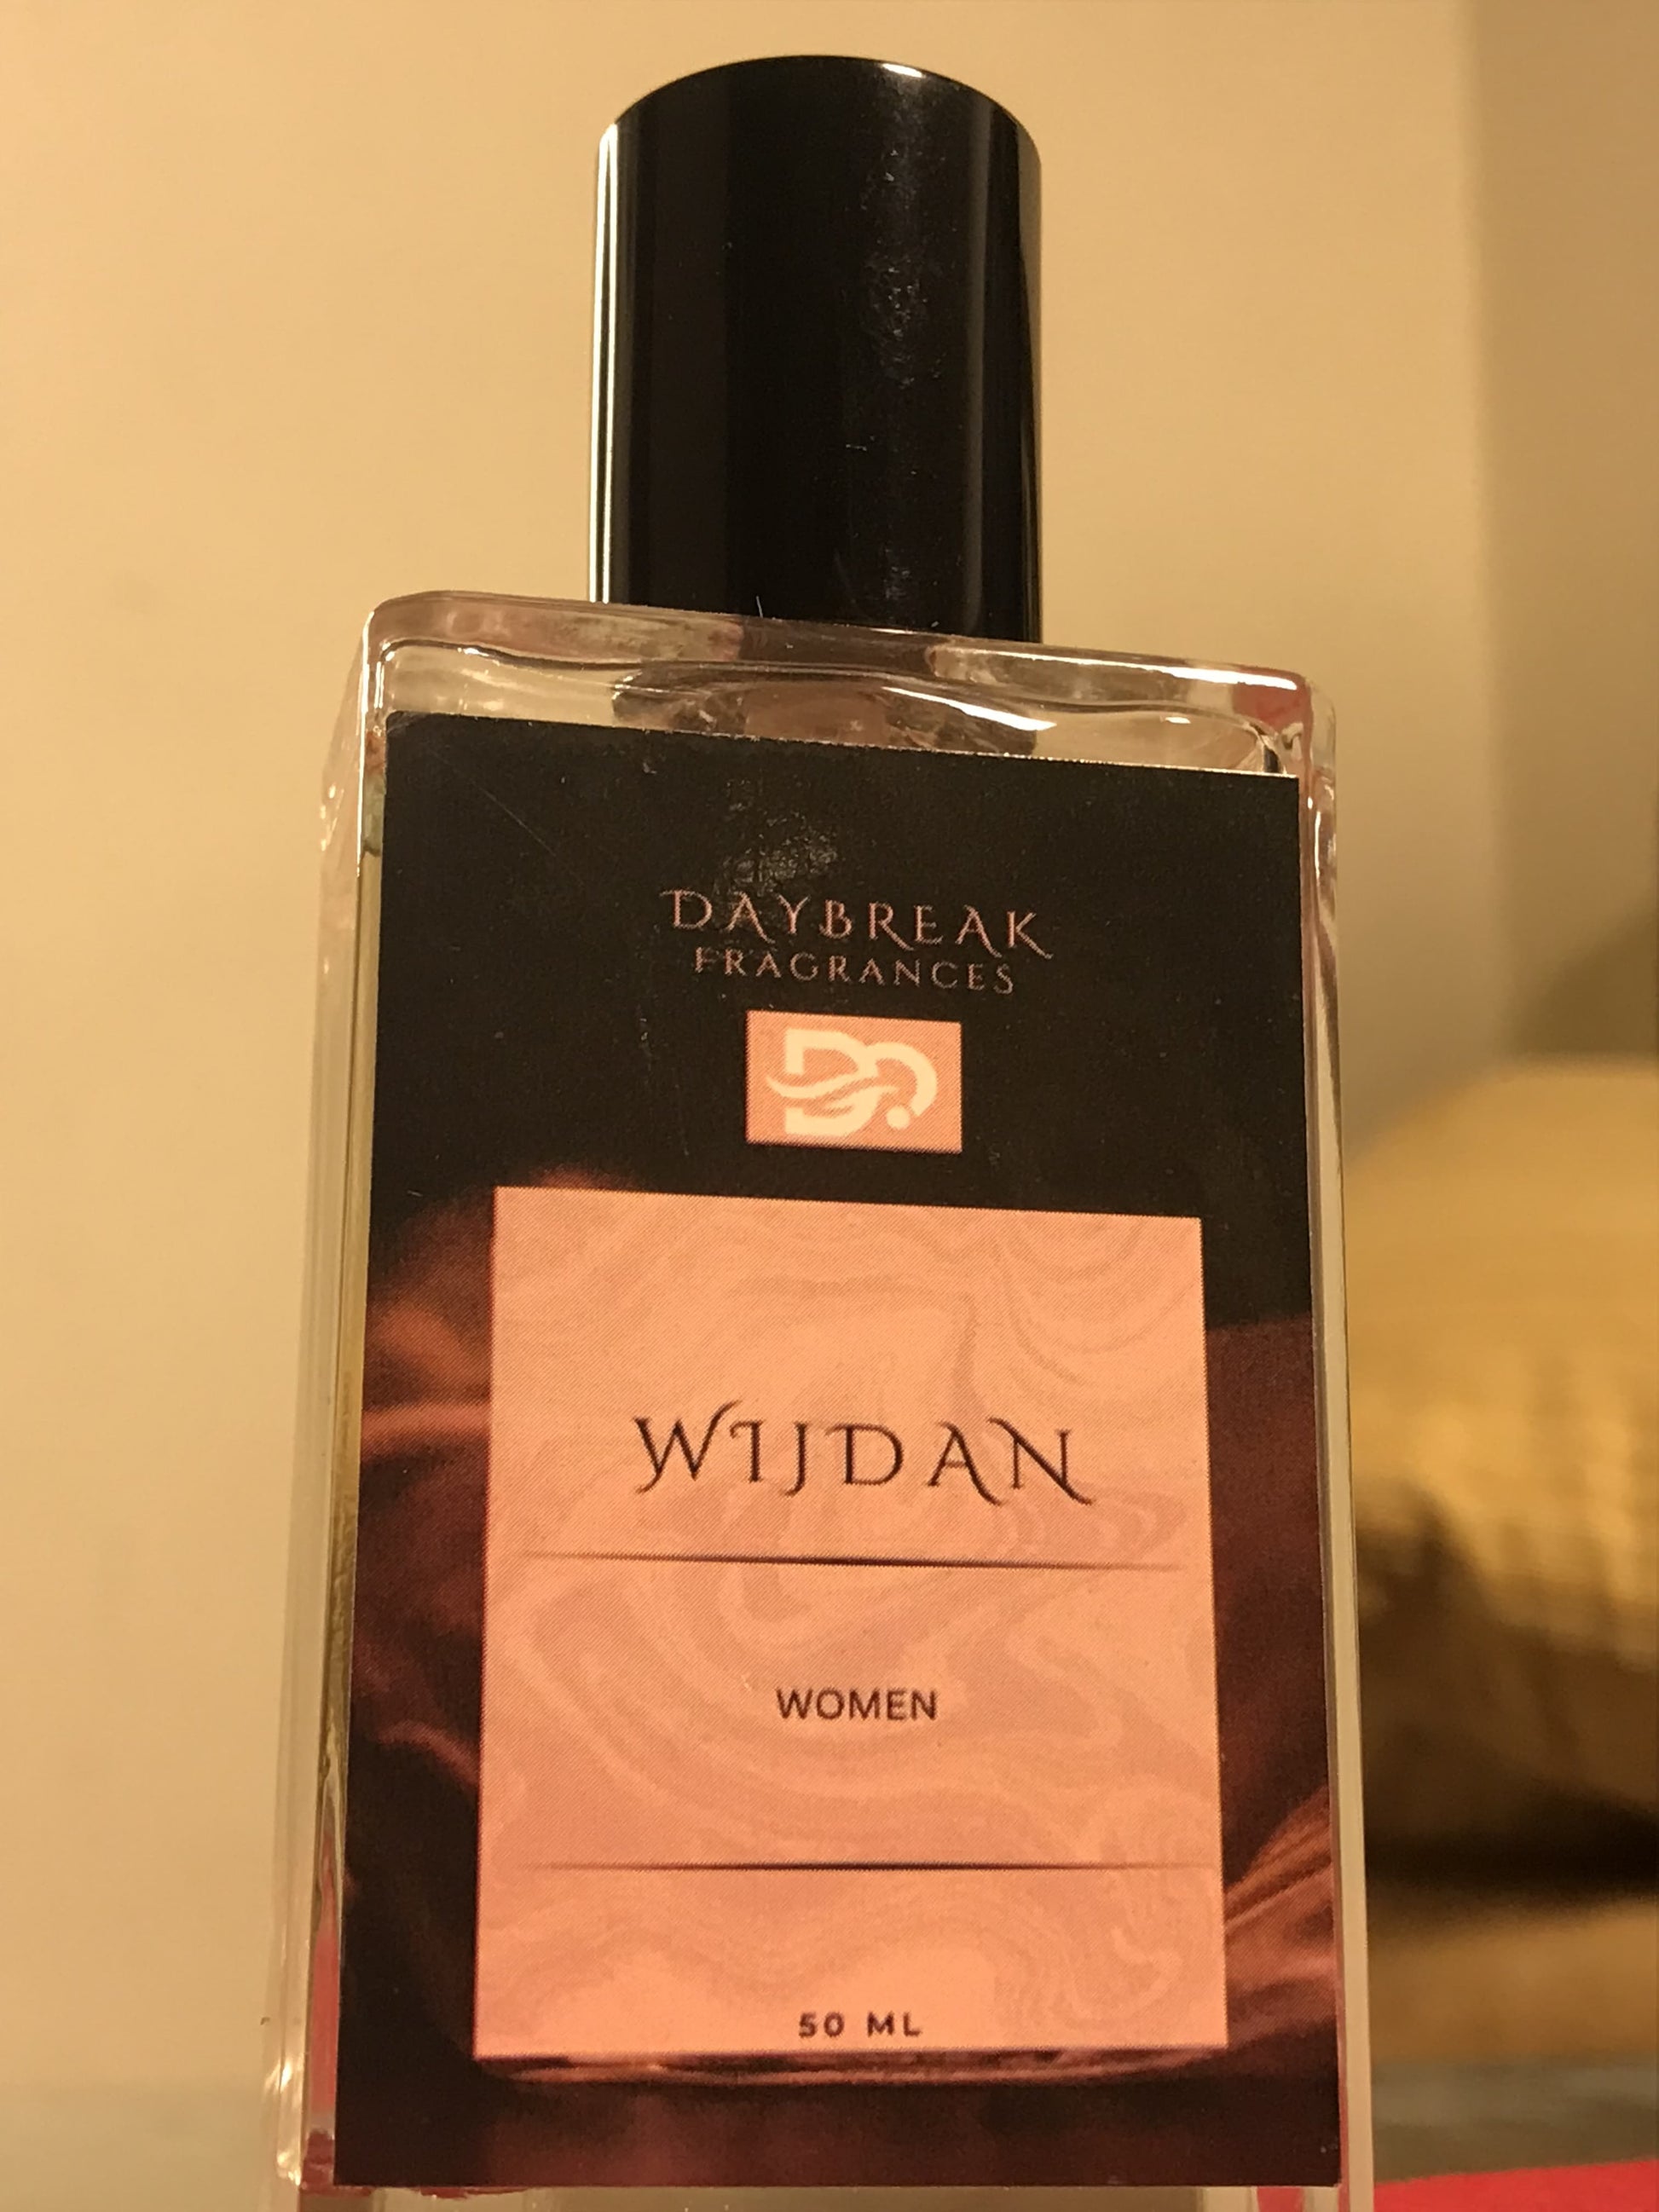 DAYBREAK
FRAGRANCES
WIJDAN
WOMEN
50 ML